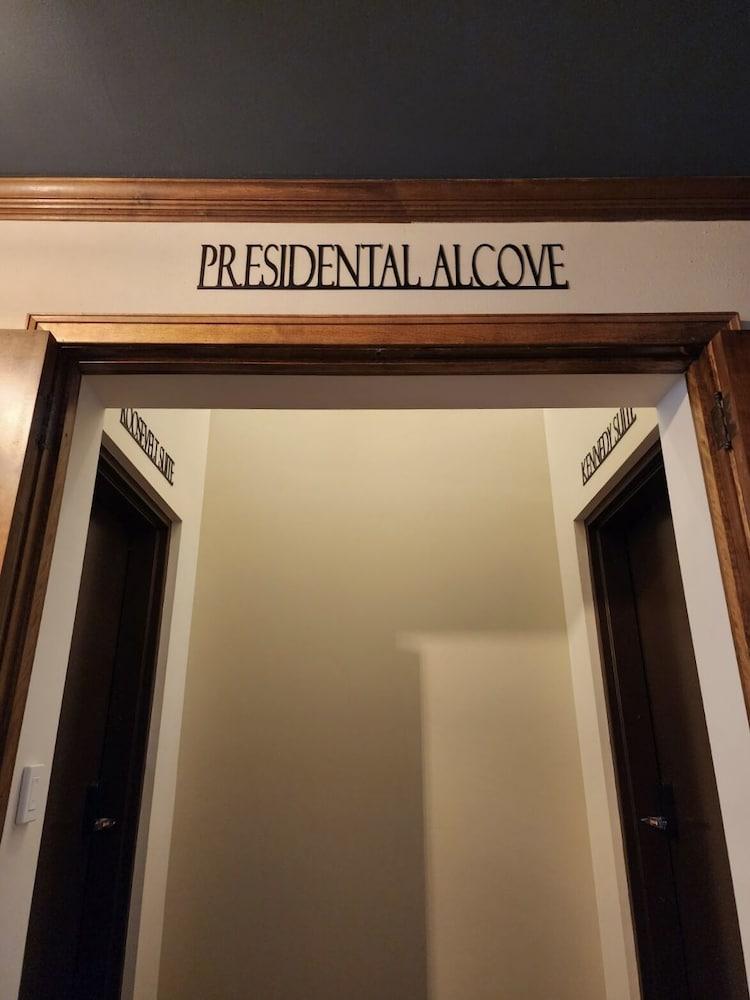 PRESIDENTAL ALCOVE
ROOSEVELT SUITE
KENNEDY SUITE